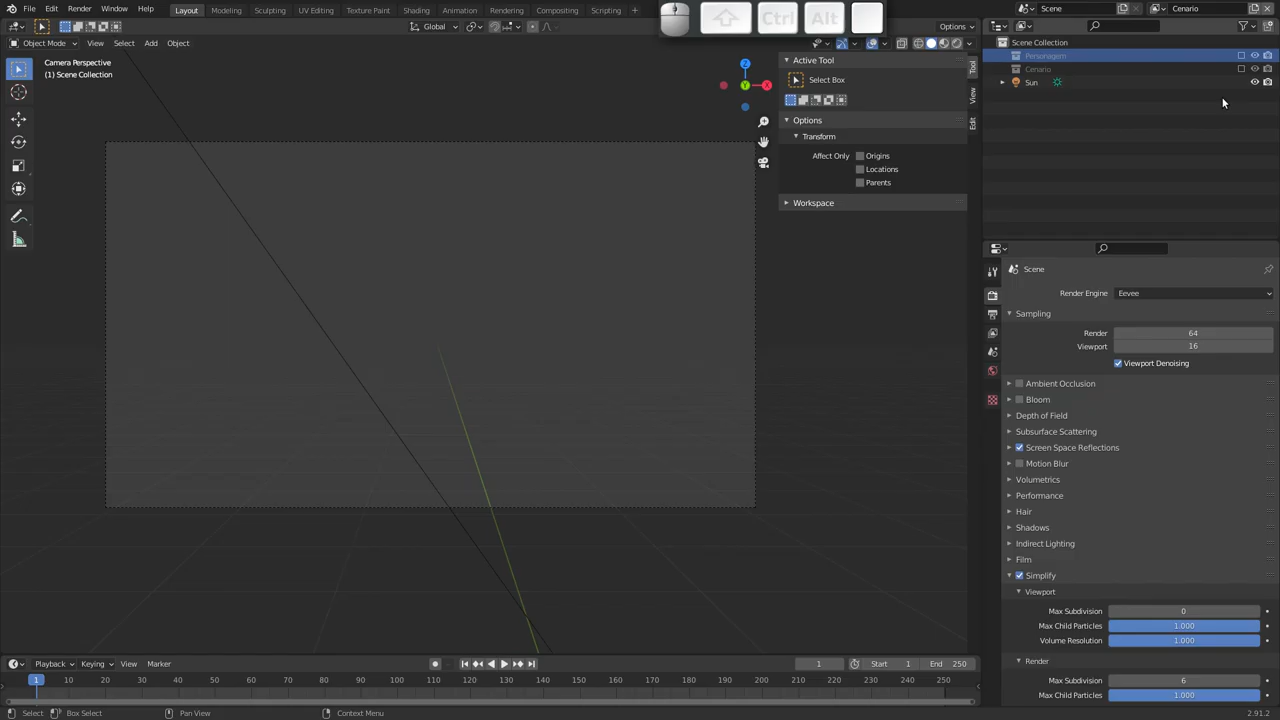 File Edit Render Window Help
Layout Modeling Sculpting UV Editing Texture Paint Shading Animation Rendering Compositing Scripting
Ctrl Alt
Scene
Cenario
Global
Options
Object Mode View Select Add Object
Camera Perspective
(1) Scene Collection
Z
Y
X
Active Tool
Select Box
Options
Transform
Affect Only Origins
Locations
Parents
Workspace
Tool
View
Edit
Scene Collection
Personagem
Cenario
Sun
Scene
Render Engine Eevee
Sampling
Render 64
Viewport 16
Viewport Denoising
Ambient Occlusion
Bloom
Depth of Field
Subsurface Scattering
Screen Space Reflections
Motion Blur
Volumetrics
Performance
Hair
Shadows
Indirect Lighting
Film
Simplify
Viewport
Max Subdivision 0
Max Child Particles 1.000
Volume Resolution 1.000
Render
Max Subdivision 6
Max Child Particles 1.000
Playback Keying View Marker
1
Start 1 End 250
1 10 20 30 40 50 60 70 80 90 100 110 120 130 140 150 160 170 180 190 200 210 220 230 240 250
Select Box Select Pan View Context Menu
2.91.2